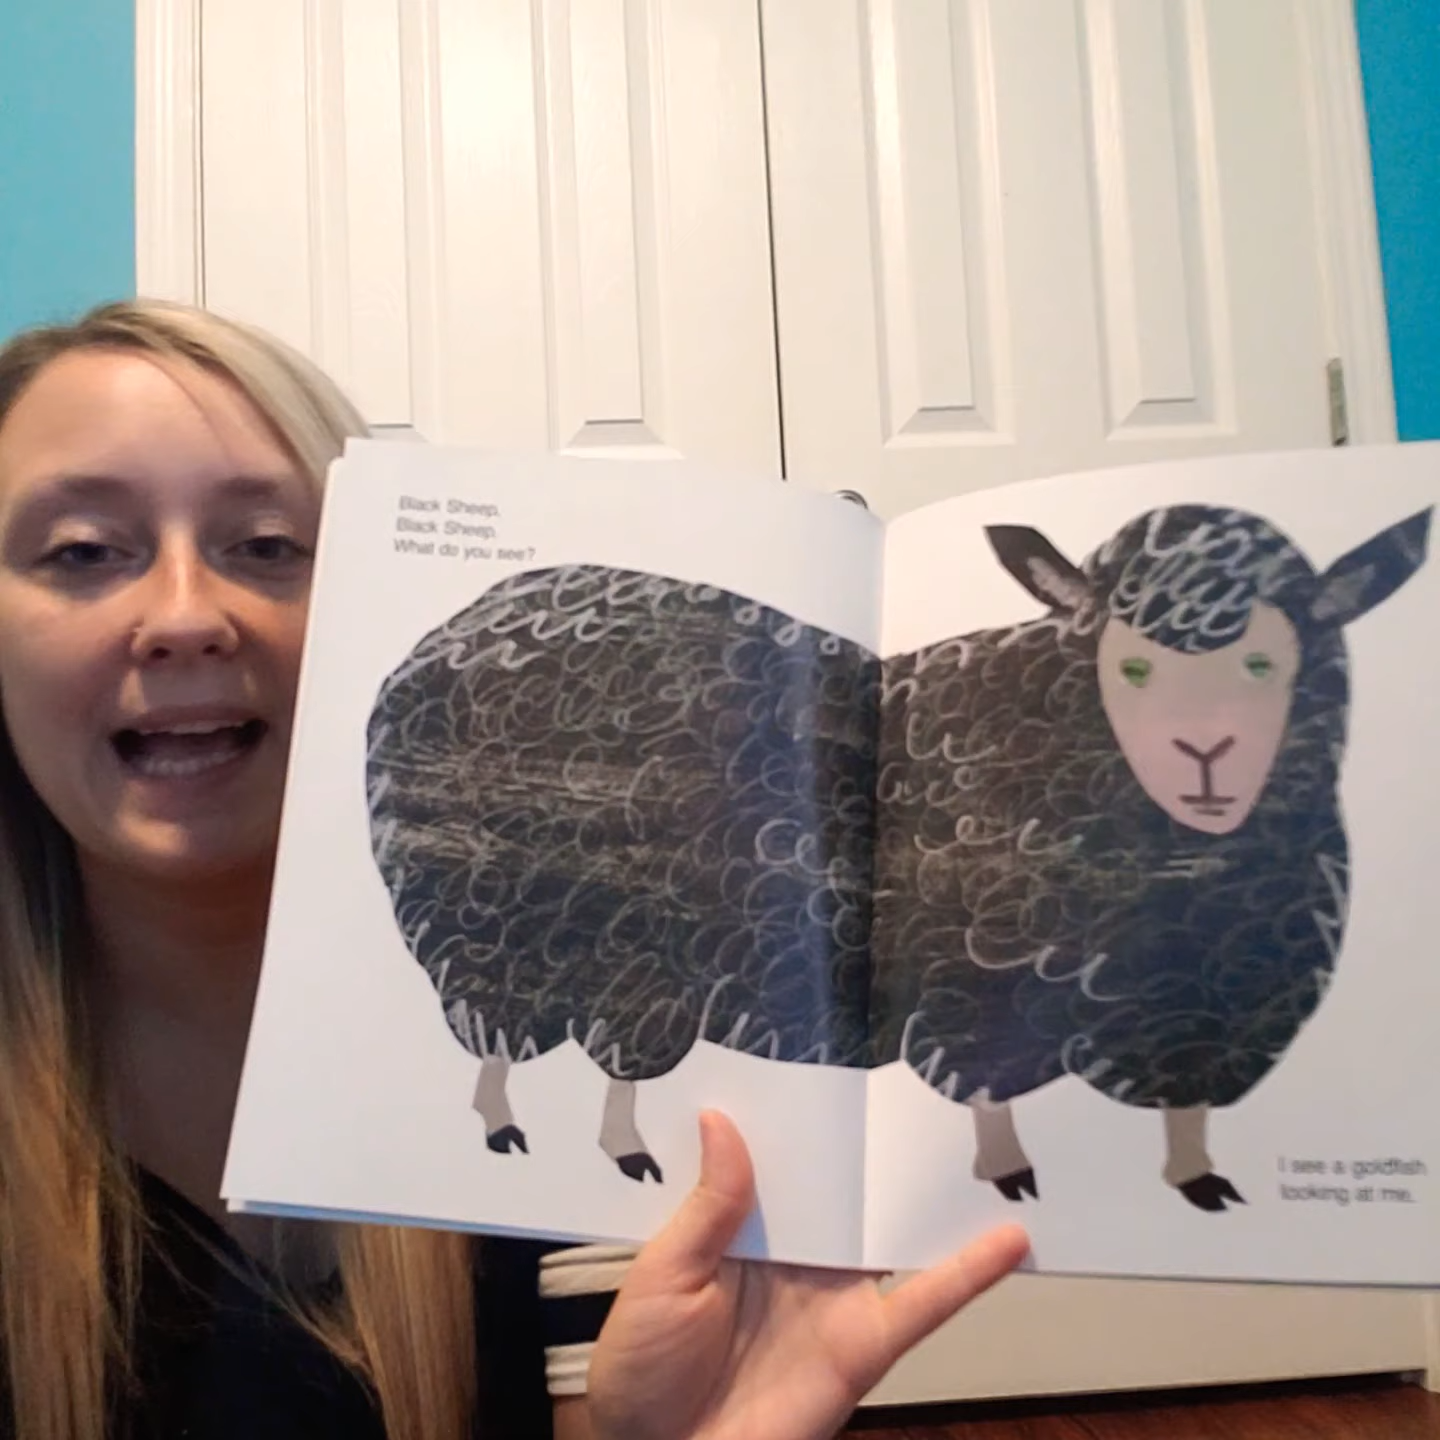 Black Sheep,
Black Sheep,
What do you see?
I see a goldfish
looking at me.